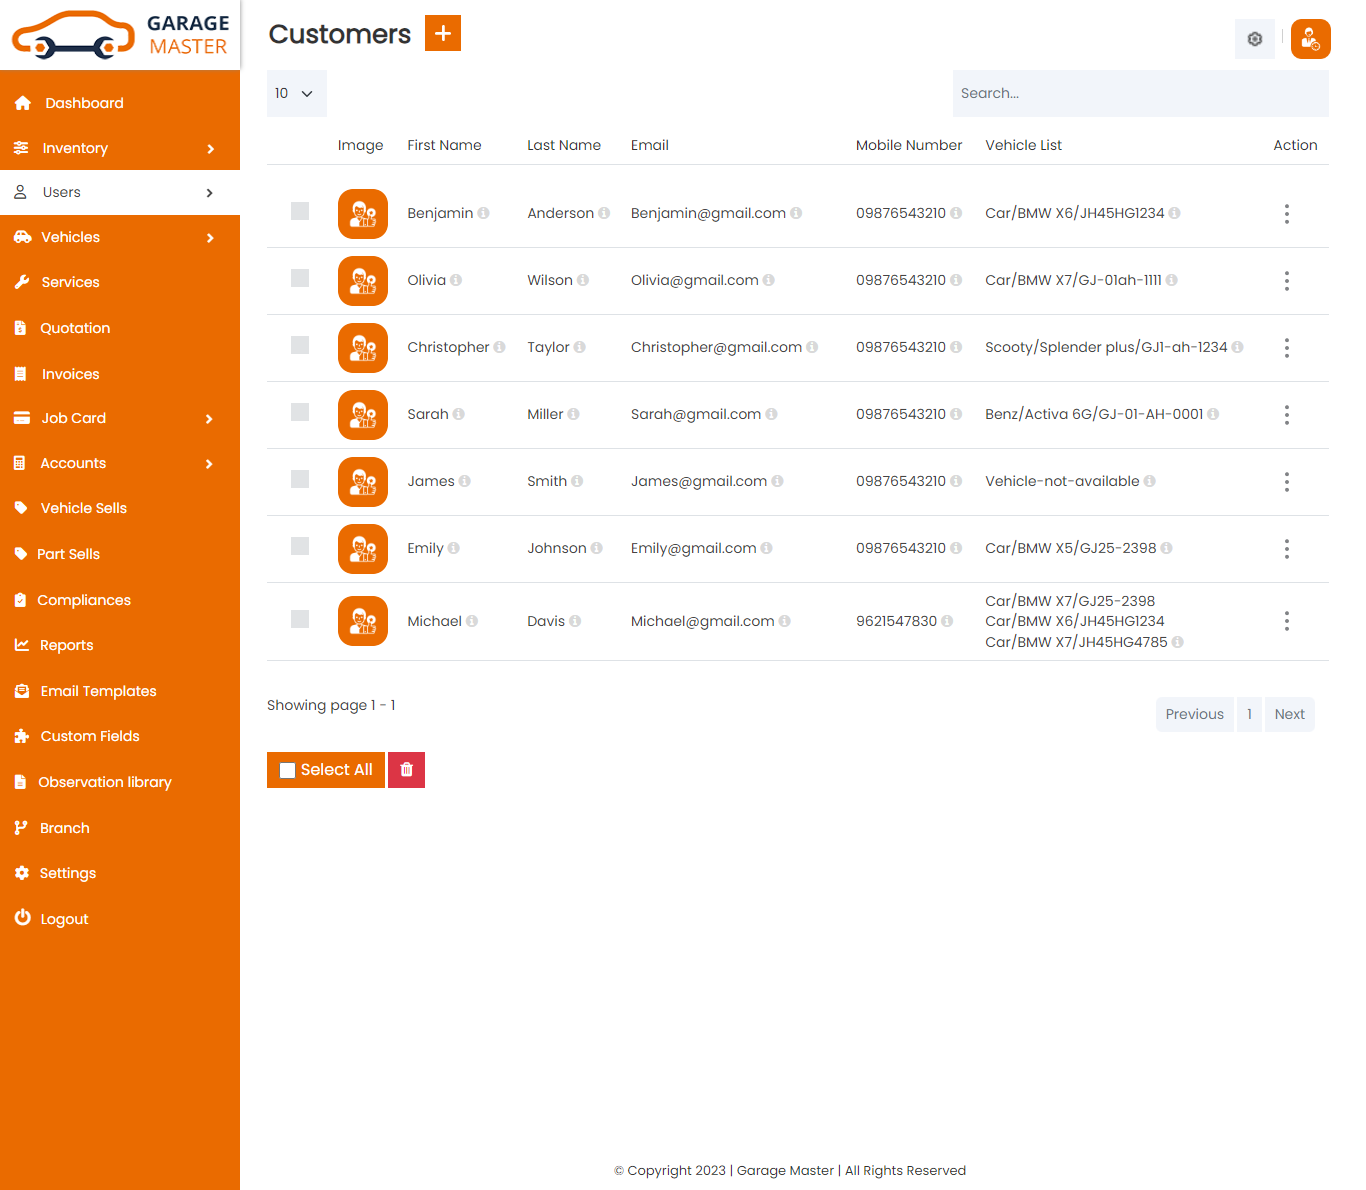 GARAGE
MASTER
Dashboard
Inventory
Users
Vehicles
Services
Quotation
Invoices
Job Card
Accounts
Vehicle Sells
Part Sells
Compliances
Reports
Email Templates
Custom Fields
Observation library
Branch
Settings
Logout
Customers +
10
Search...
Image First Name Last Name Email Mobile Number Vehicle List Action
Benjamin Anderson Benjamin@gmail.com 09876543210 Car/BMW X6/JH45HG1234
Olivia Wilson Olivia@gmail.com 09876543210 Car/BMW X7/GJ-01ah-1111
Christopher Taylor Christopher@gmail.com 09876543210 Scooty/Splender plus/GJ1-ah-1234
Sarah Miller Sarah@gmail.com 09876543210 Benz/Activa 6G/GJ-01-AH-0001
James Smith James@gmail.com 09876543210 Vehicle-not-available
Emily Johnson Emily@gmail.com 09876543210 Car/BMW X5/GJ25-2398
Michael Davis Michael@gmail.com 9621547830 Car/BMW X7/GJ25-2398
Car/BMW X6/JH45HG1234
Car/BMW X7/JH45HG4785
Showing page 1 - 1
Previous 1 Next
Select All
© Copyright 2023 | Garage Master | All Rights Reserved